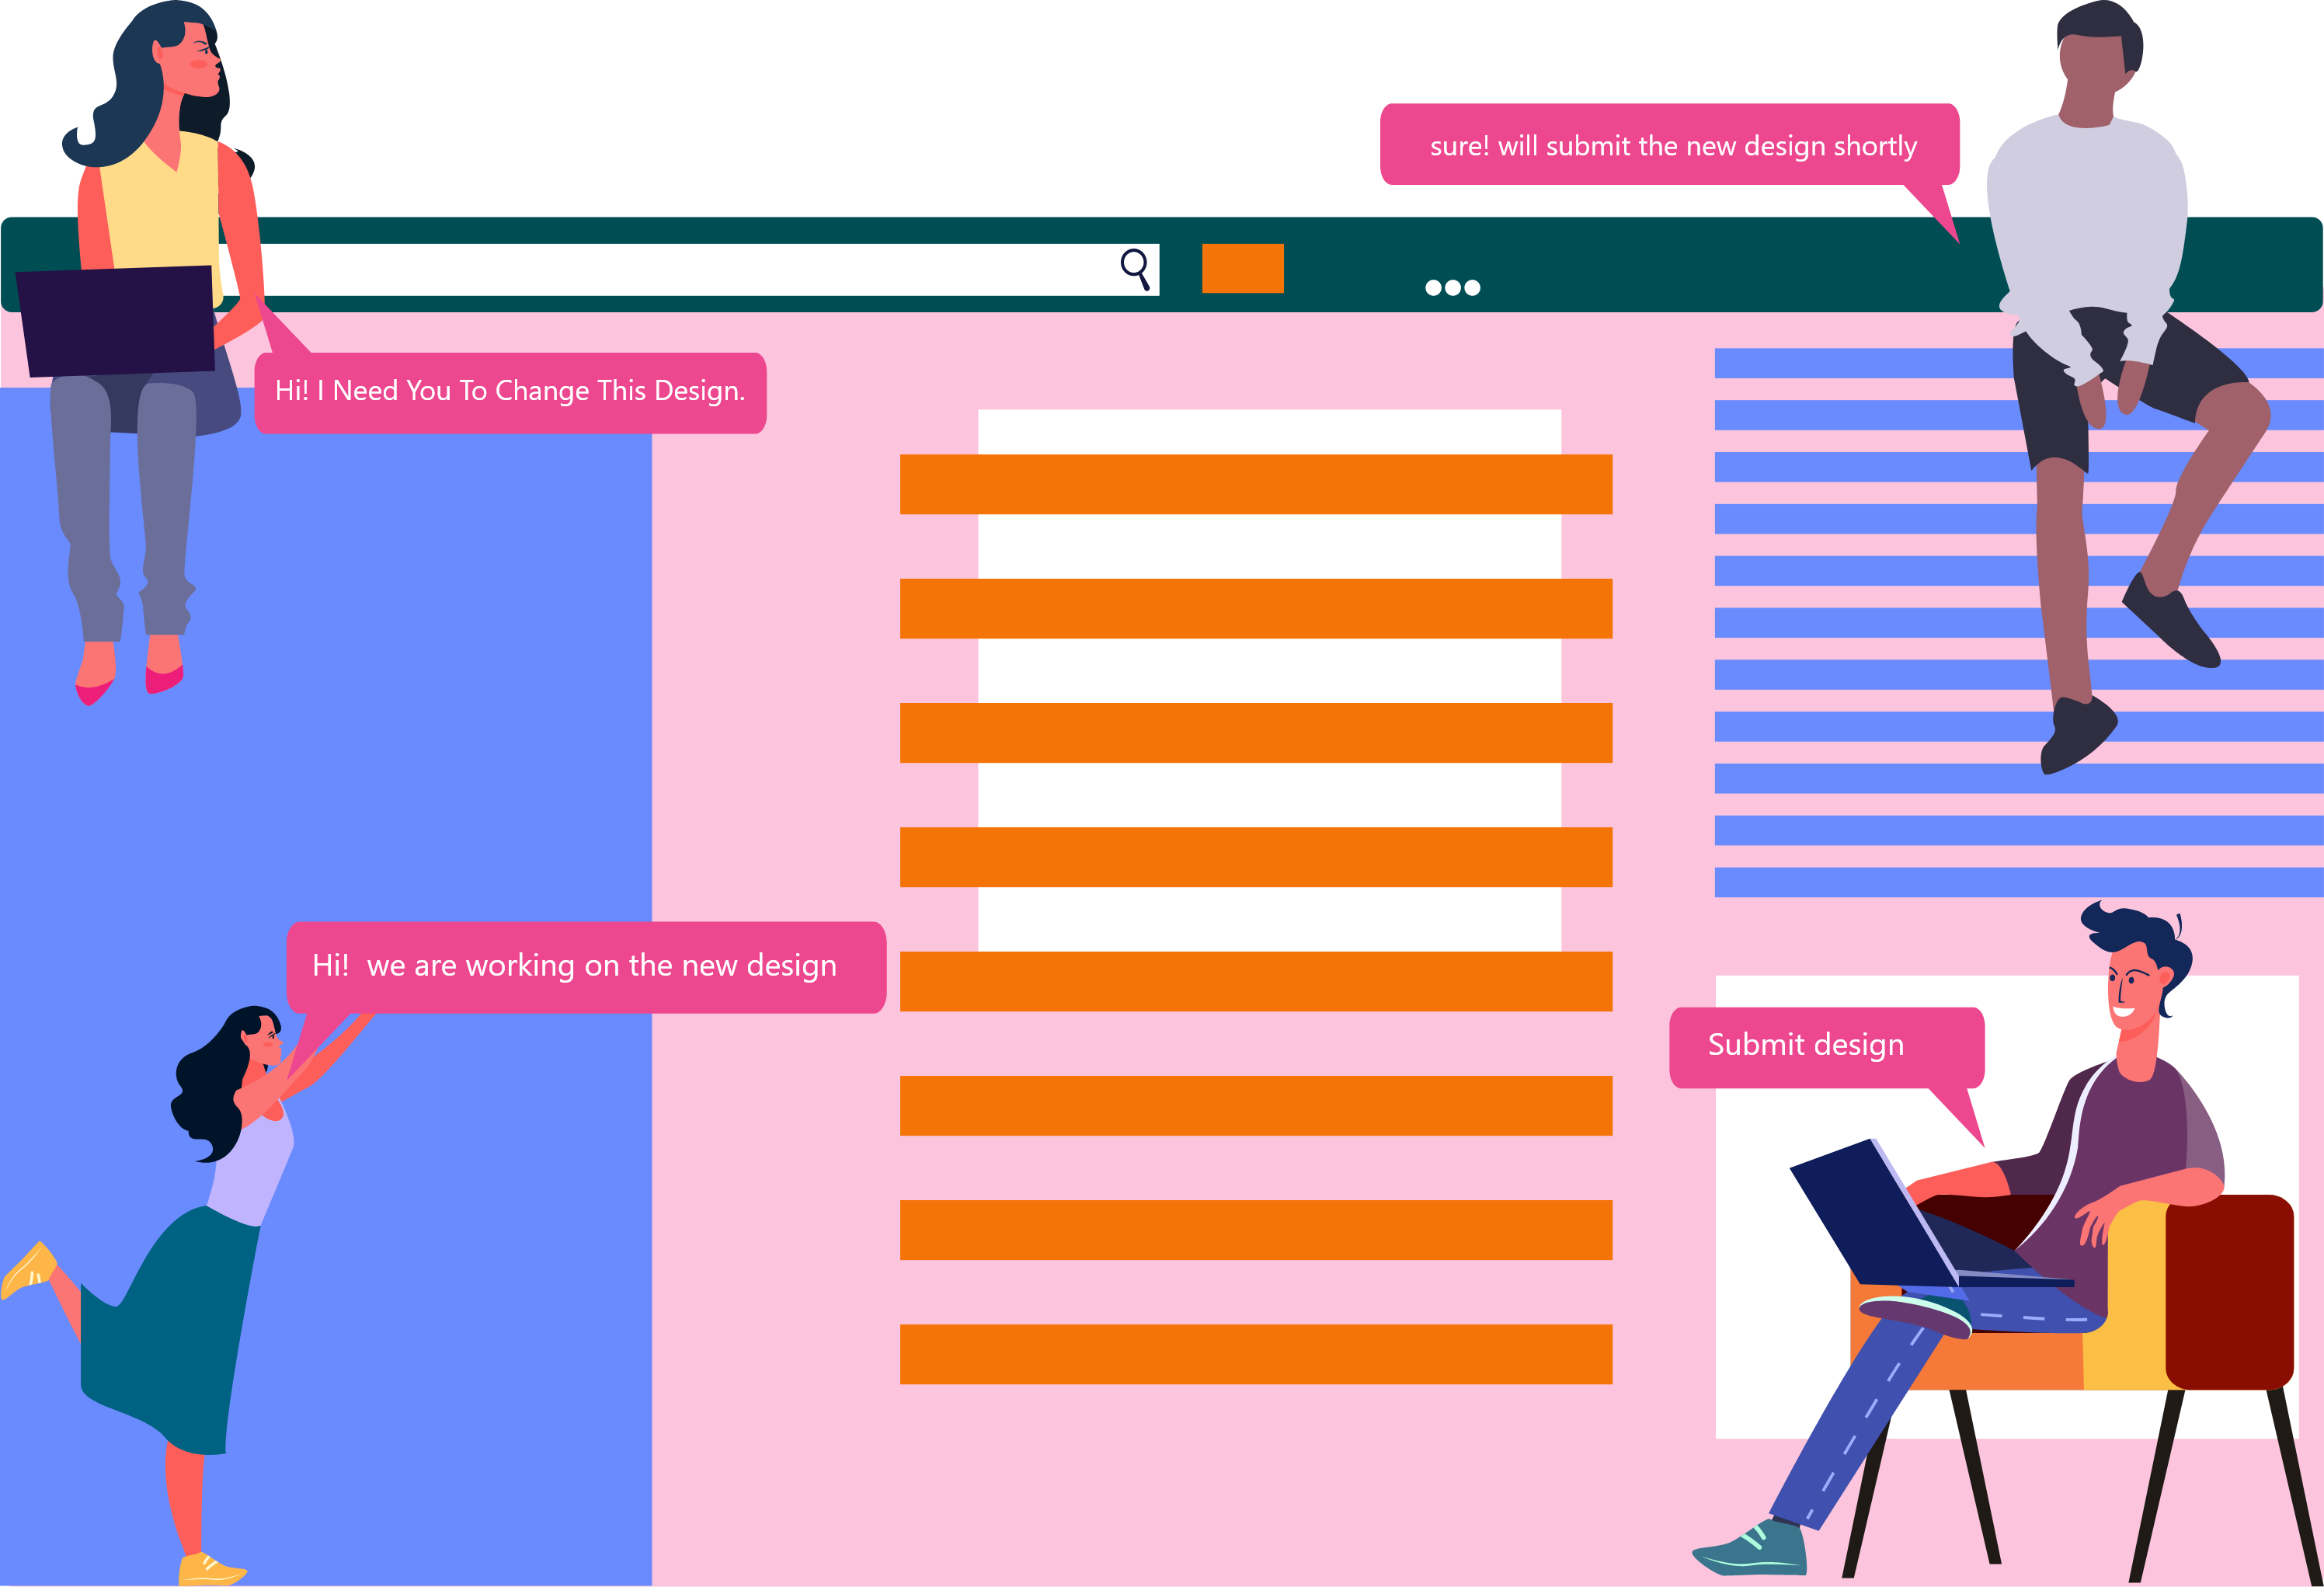 sure! will submit the new design shortly
Hi! I Need You To Change This Design.
Hi!  we are working on the new design
Submit design